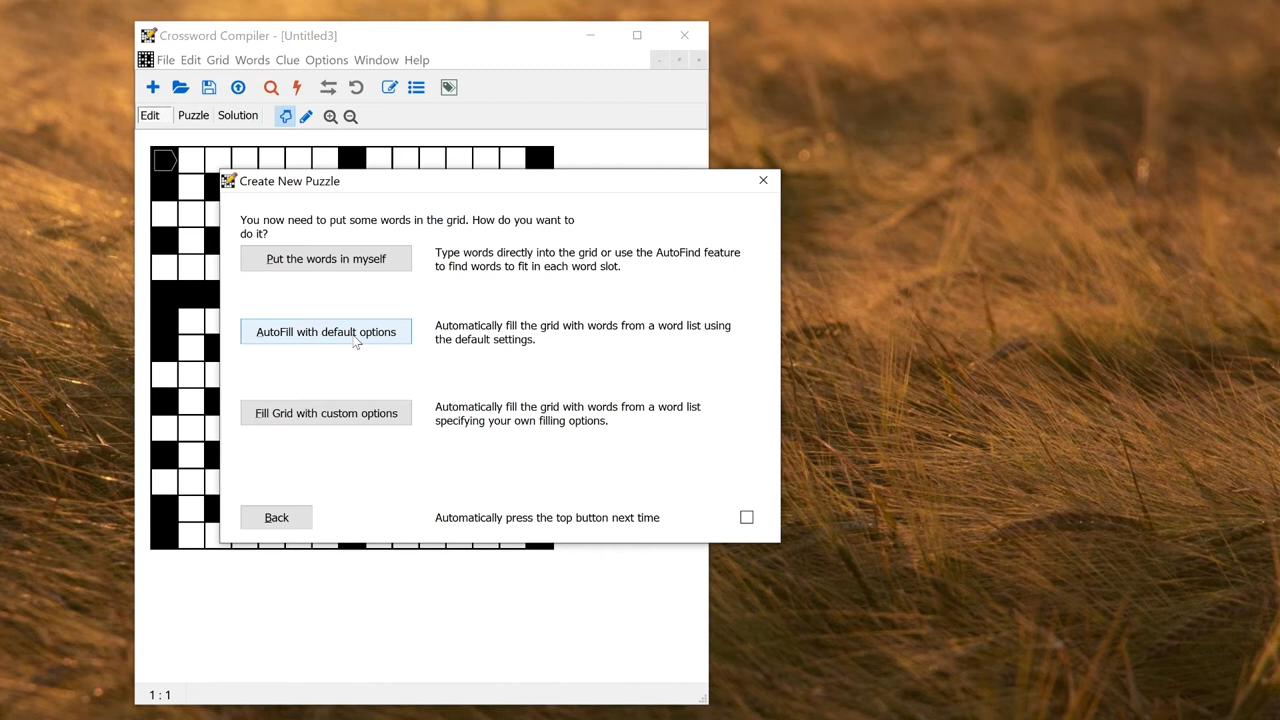 Crossword Compiler - [Untitled3]
File Edit Grid Words Clue Options Window Help
Edit Puzzle Solution
Create New Puzzle
You now need to put some words in the grid. How do you want to
do it?
Put the words in myself
Type words directly into the grid or use the AutoFind feature
to find words to fit in each word slot.
AutoFill with default options
Automatically fill the grid with words from a word list using
the default settings.
Fill Grid with custom options
Automatically fill the grid with words from a word list
specifying your own filling options.
Back
Automatically press the top button next time
1 : 1